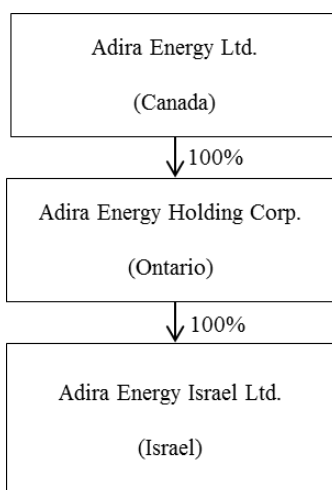 Adira Energy Ltd.
(Canada)
100%
Adira Energy Holding Corp.
(Ontario)
100%
Adira Energy Israel Ltd.
(Israel)